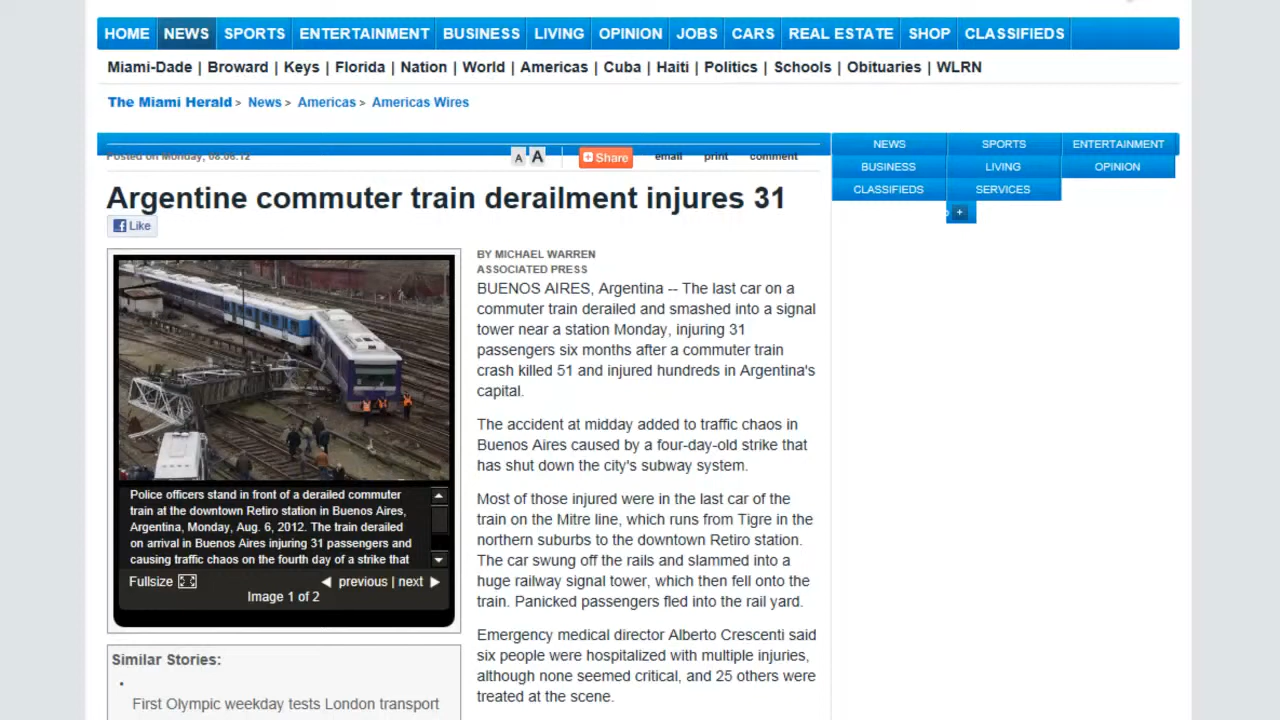 HOME NEWS SPORTS ENTERTAINMENT BUSINESS LIVING OPINION JOBS CARS REAL ESTATE SHOP CLASSIFIEDS
Miami-Dade | Broward | Keys | Florida | Nation | World | Americas | Cuba | Haiti | Politics | Schools | Obituaries | WLRN
The Miami Herald > News > Americas > Americas Wires
Posted on Monday, 08.06.12
A A Share email print comment
NEWS SPORTS ENTERTAINMENT
BUSINESS LIVING OPINION
CLASSIFIEDS SERVICES
+
Argentine commuter train derailment injures 31
Like
Police officers stand in front of a derailed commuter
train at the downtown Retiro station in Buenos Aires,
Argentina, Monday, Aug. 6, 2012. The train derailed
on arrival in Buenos Aires injuring 31 passengers and
causing traffic chaos on the fourth day of a strike that
Fullsize previous | next
Image 1 of 2
Similar Stories:
•
First Olympic weekday tests London transport
BY MICHAEL WARREN
ASSOCIATED PRESS
BUENOS AIRES, Argentina -- The last car on a
commuter train derailed and smashed into a signal
tower near a station Monday, injuring 31
passengers six months after a commuter train
crash killed 51 and injured hundreds in Argentina's
capital.
The accident at midday added to traffic chaos in
Buenos Aires caused by a four-day-old strike that
has shut down the city's subway system.
Most of those injured were in the last car of the
train on the Mitre line, which runs from Tigre in the
northern suburbs to the downtown Retiro station.
The car swung off the rails and slammed into a
huge railway signal tower, which then fell onto the
train. Panicked passengers fled into the rail yard.
Emergency medical director Alberto Crescenti said
six people were hospitalized with multiple injuries,
although none seemed critical, and 25 others were
treated at the scene.